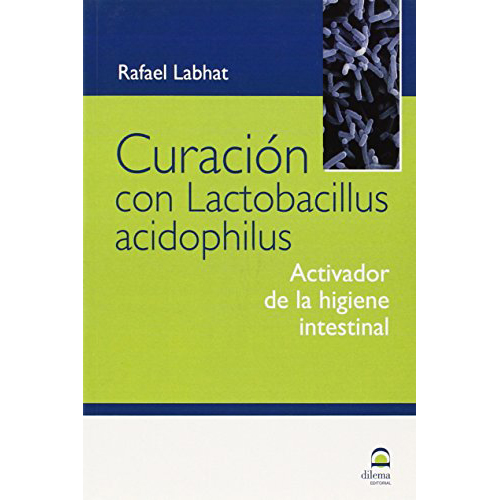 Rafael Labhat
Curación
con Lactobacillus
acidophilus
Activador
de la higiene
intestinal
dilema
EDITORIAL